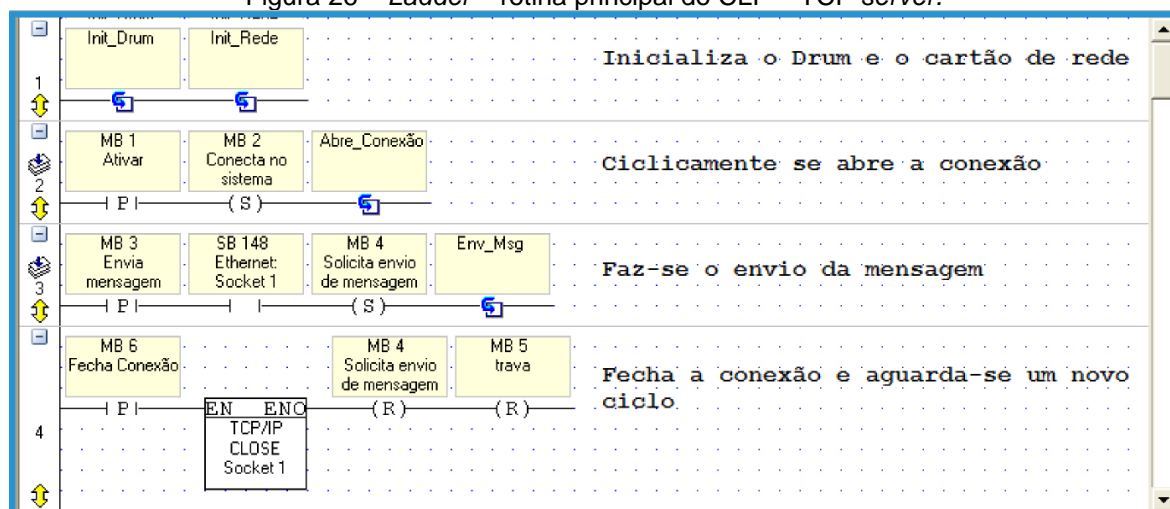 Init_Drum Init_Rede
Inicializa o Drum e o cartão de rede
1
MB 1 MB 2 Abre_Conexão
Ativar Conecta no
sistema
Ciclicamente se abre a conexão
2
P (S)
MB 3 SB 148 MB 4 Env_Msg
Envia Ethernet: Solicita envio
mensagem Socket 1 de mensagem
Faz-se o envio da mensagem
3
P (S)
MB 6 MB 4 MB 5
Fecha Conexão Solicita envio trava
de mensagem
Fecha a conexão e aguarda-se um novo
ciclo
P EN ENO (R) (R)
4
TCP/IP
CLOSE
Socket 1